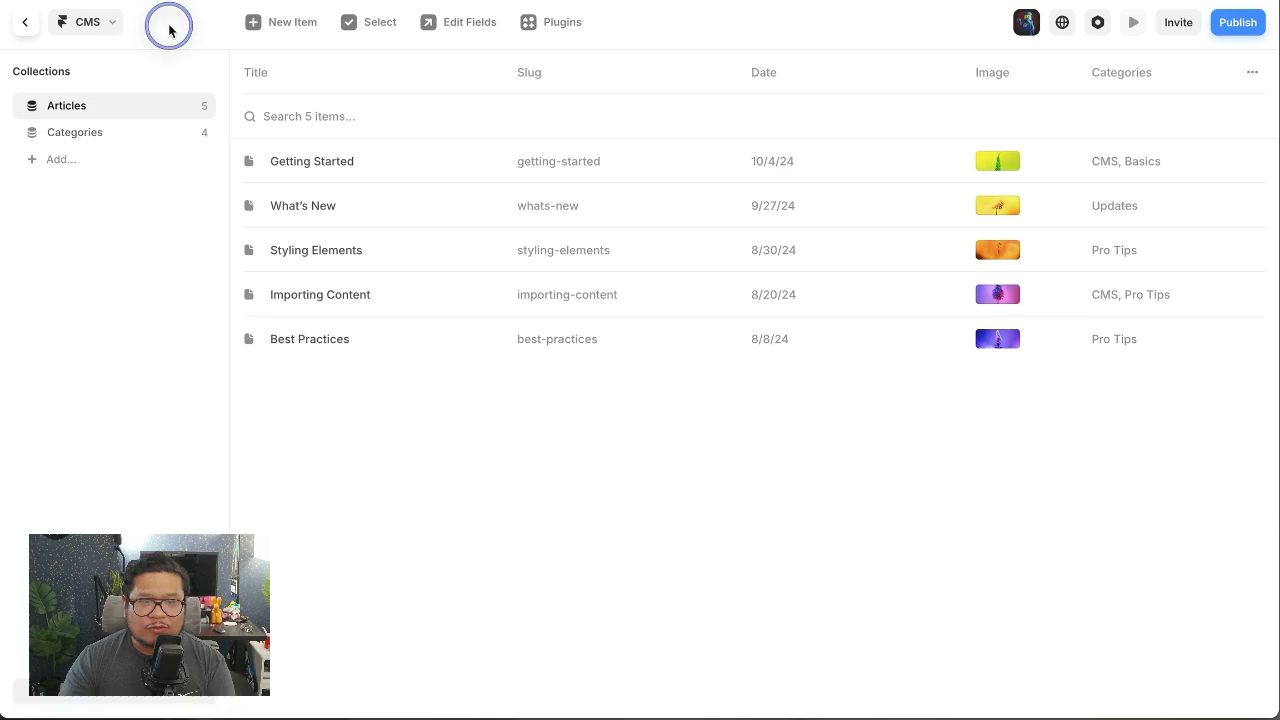 CMS New Item Select Edit Fields Plugins Invite Publish
Collections
Articles 5
Categories 4
Add...
Title Slug Date Image Categories
Search 5 items...
Getting Started getting-started 10/4/24 CMS, Basics
What's New whats-new 9/27/24 Updates
Styling Elements styling-elements 8/30/24 Pro Tips
Importing Content importing-content 8/20/24 CMS, Pro Tips
Best Practices best-practices 8/8/24 Pro Tips